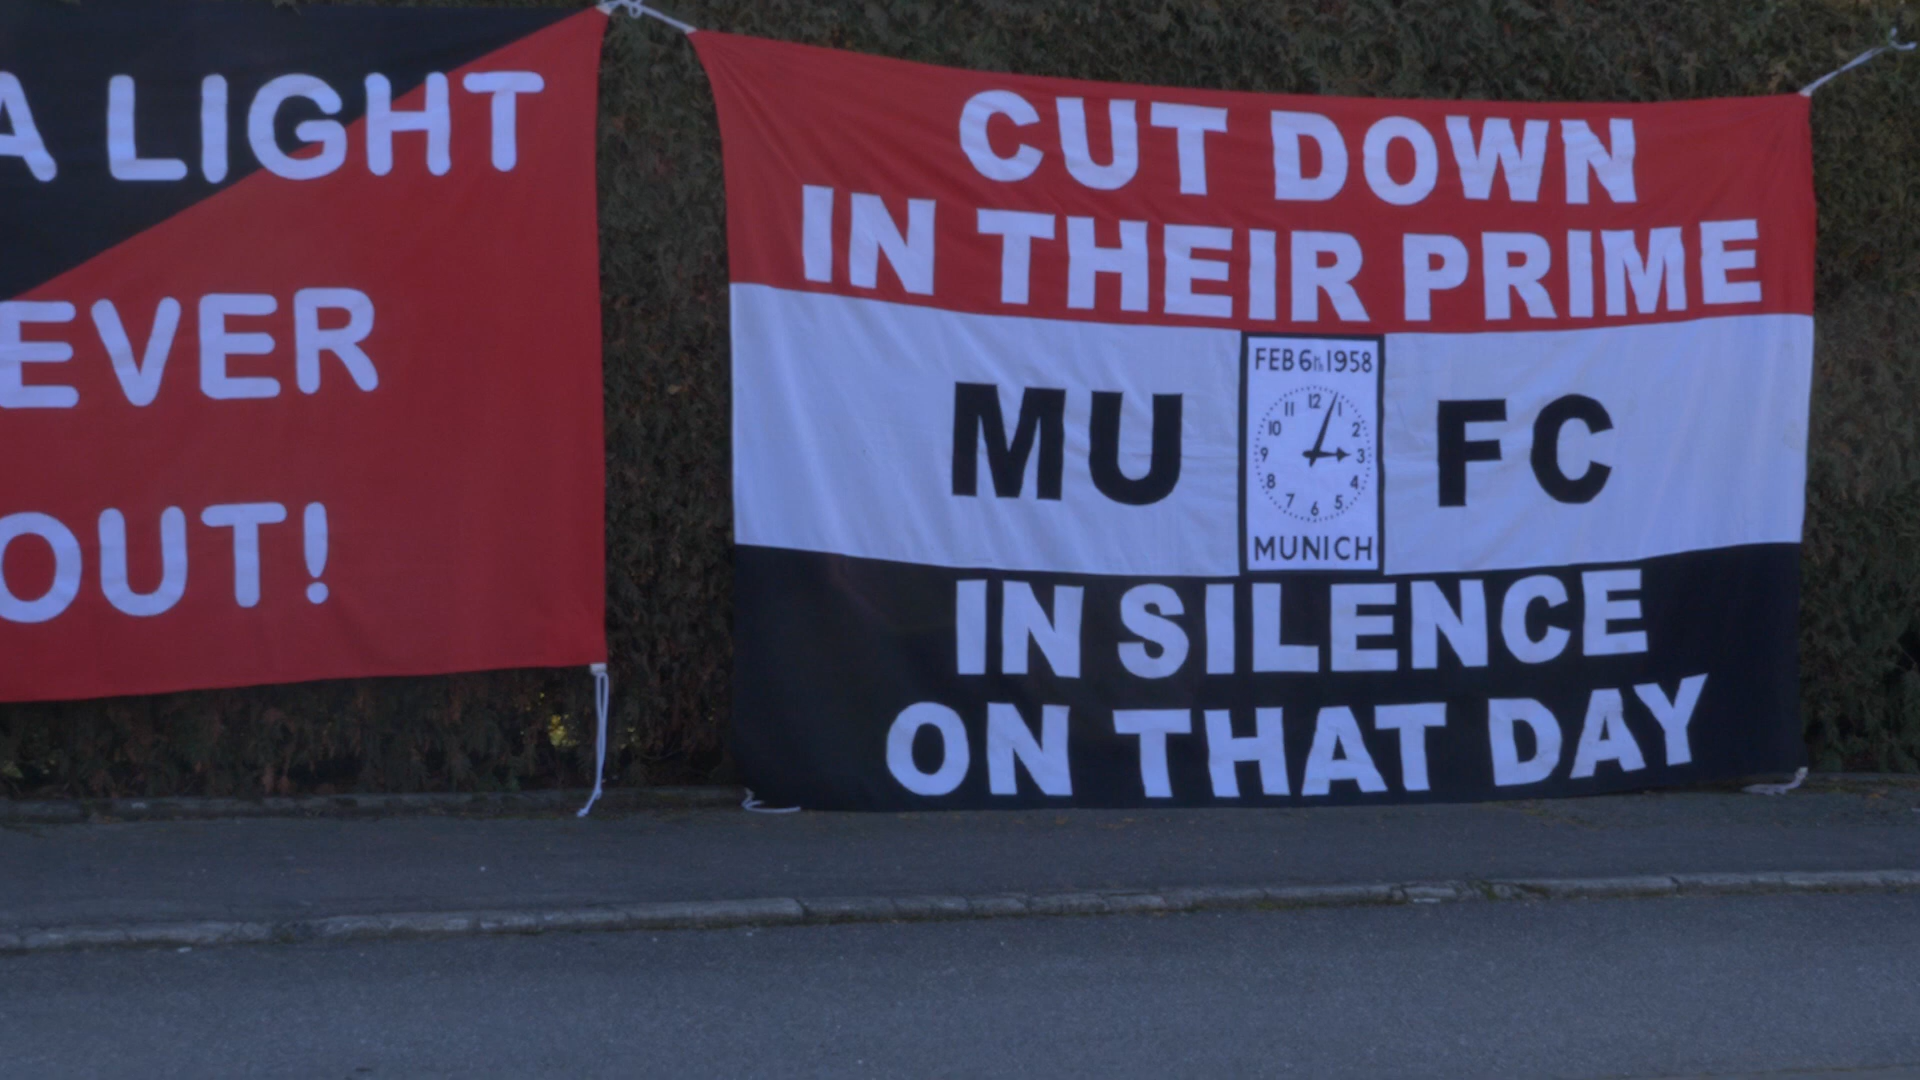 A LIGHT
EVER
OUT!
CUT DOWN
IN THEIR PRIME
MU FC
FEB 6th 1958
12
1
2
3
4
5
6
7
8
9
10
11
MUNICH
IN SILENCE
ON THAT DAY